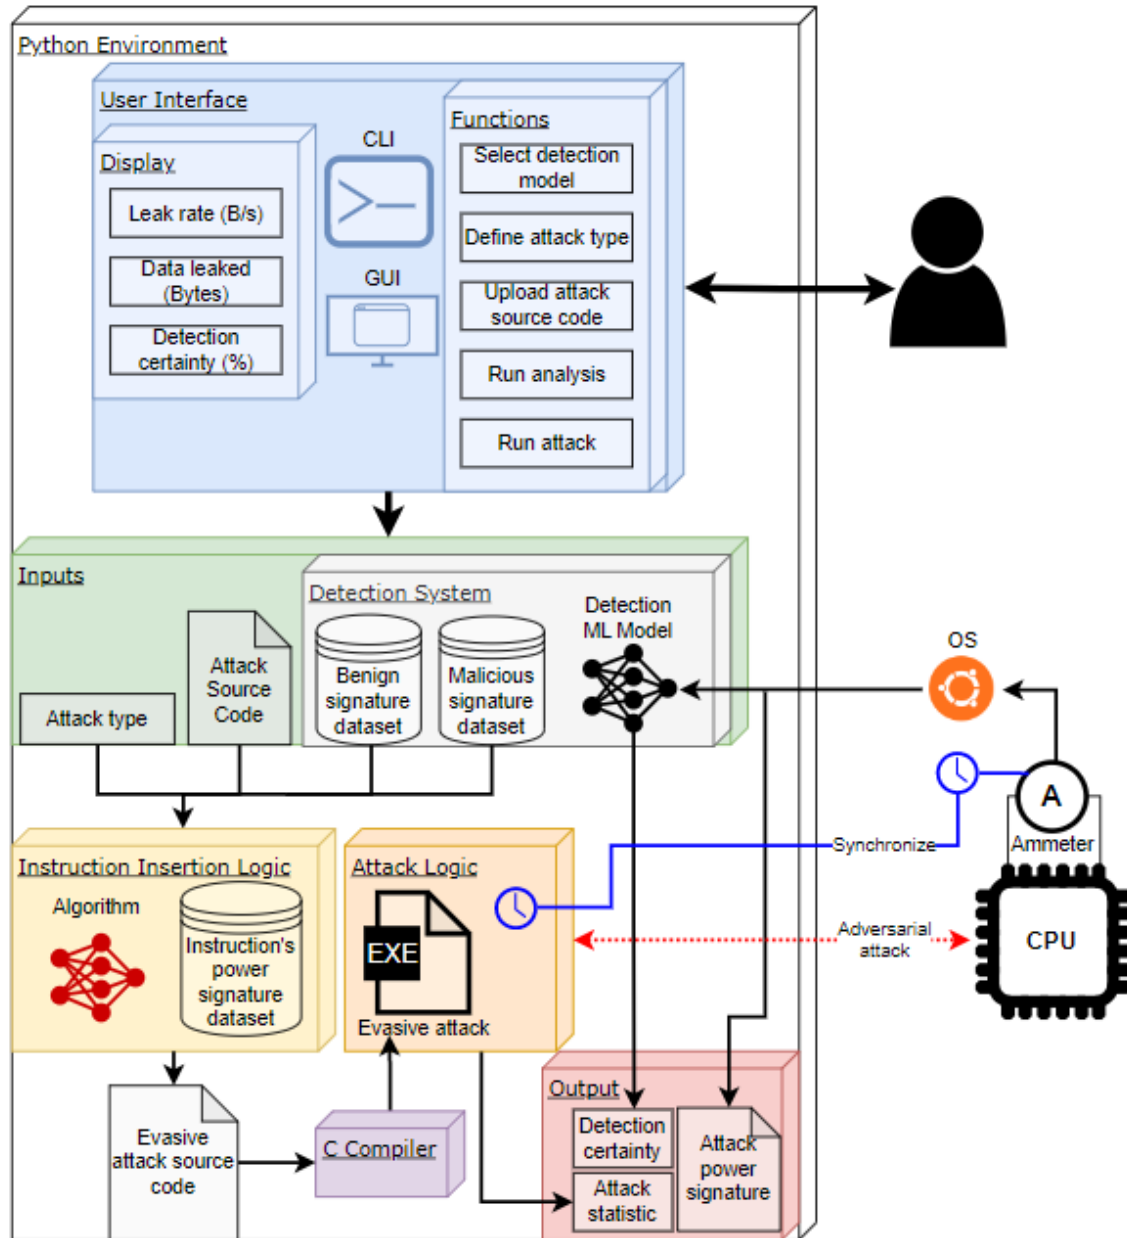 Python Environment
User Interface
Display
Leak rate (B/s)
Data leaked
(Bytes)
Detection
certainty (%)
CLI
GUI
Functions
Select detection
model
Define attack type
Upload attack
source code
Run analysis
Run attack
Inputs
Attack type
Attack
Source
Code
Detection System
Benign
signature
dataset
Malicious
signature
dataset
Detection
ML Model
OS
A
Ammeter
CPU
Synchronize
Adversarial
attack
Instruction Insertion Logic
Algorithm
Instruction's
power
signature
dataset
Attack Logic
EXE
Evasive attack
Evasive
attack source
code
C Compiler
Output
Detection
certainty
Attack
statistic
Attack
power
signature